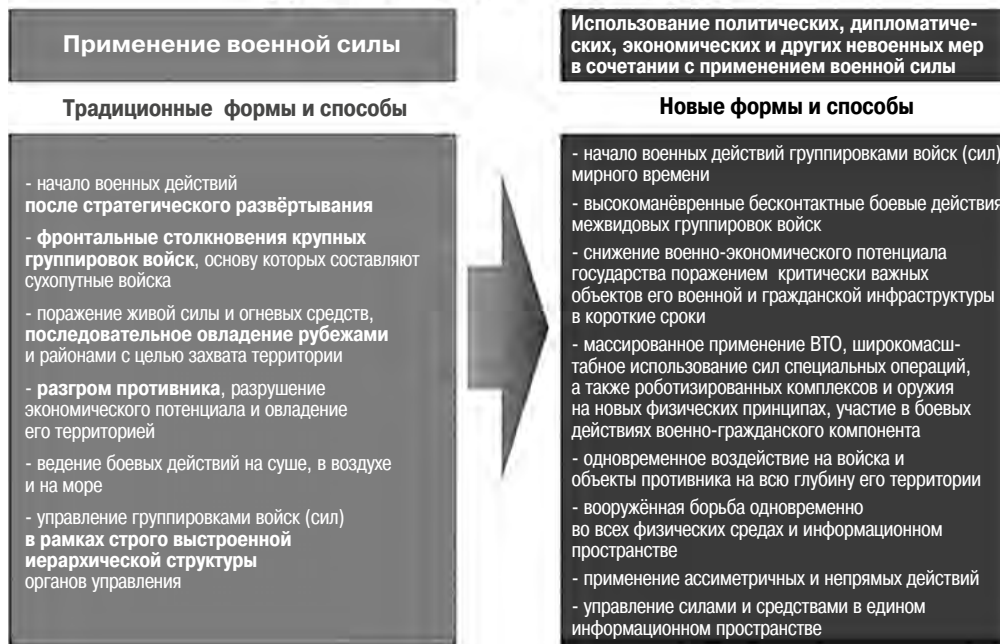 Применение военной силы
Традиционные формы и способы
- начало военных действий
после стратегического развёртывания
- фронтальные столкновения крупных
группировок войск, основу которых составляют
сухопутные войска
- поражение живой силы и огневых средств,
последовательное овладение рубежами
и районами с целью захвата территории
- разгром противника, разрушение
экономического потенциала и овладение
его территорией
- ведение боевых действий на суше, в воздухе
и на море
- управление группировками войск (сил)
в рамках строго выстроенной
иерархической структуры
органов управления
Использование политических, дипломатиче-
ских, экономических и других невоенных мер
в сочетании с применением военной силы
Новые формы и способы
- начало военных действий группировками войск (сил)
мирного времени
- высокоманёвренные бесконтактные боевые действия
межвидовых группировок войск
- снижение военно-экономического потенциала
государства поражением критически важных
объектов его военной и гражданской инфраструктуры
в короткие сроки
- массированное применение ВТО, широкомасш-
табное использование сил специальных операций,
а также роботизированных комплексов и оружия
на новых физических принципах, участие в боевых
действиях военно-гражданского компонента
- одновременное воздействие на войска и
объекты противника на всю глубину его территории
- вооружённая борьба одновременно
во всех физических средах и информационном
пространстве
- применение ассиметричных и непрямых действий
- управление силами и средствами в едином
информационном пространстве